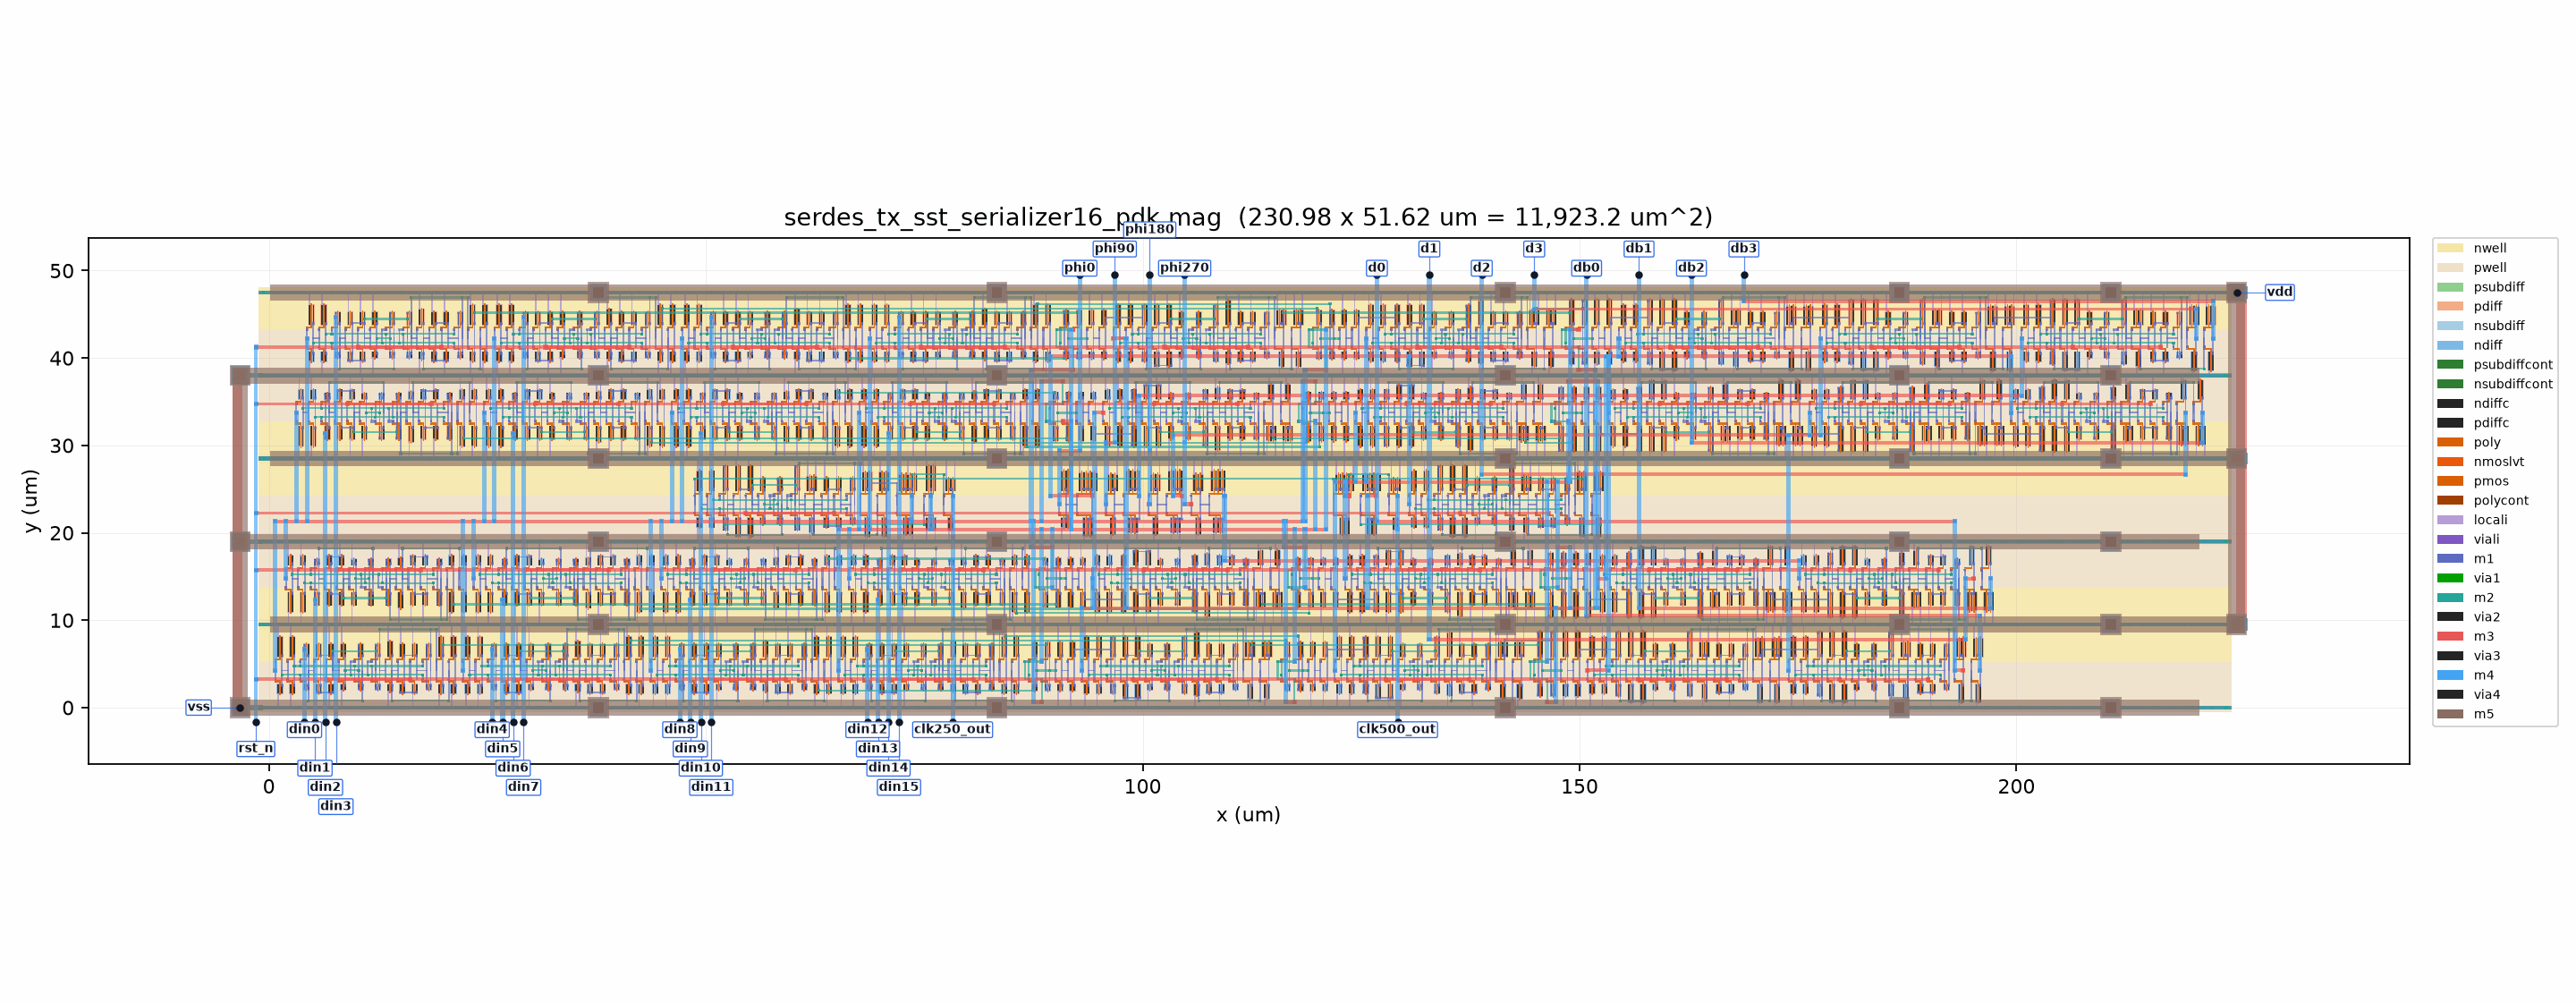 serdes_tx_sst_serializer16_pdk.mag  (230.98 x 51.62 um = 11,923.2 um^2)
phi180
phi90
d1
d3
db1
db3
phi0
phi270
d0
d2
db0
db2
vdd
vss
din0
din4
din8
din12
clk250_out
clk500_out
rst_n
din5
din9
din13
din1
din6
din10
din14
din2
din7
din11
din15
din3
50
40
30
20
10
0
y (um)
0
100
150
200
x (um)
nwell
pwell
psubdiff
pdiff
nsubdiff
ndiff
psubdiffcont
nsubdiffcont
ndiffc
pdiffc
poly
nmoslvt
pmos
polycont
locali
viali
m1
via1
m2
via2
m3
via3
m4
via4
m5